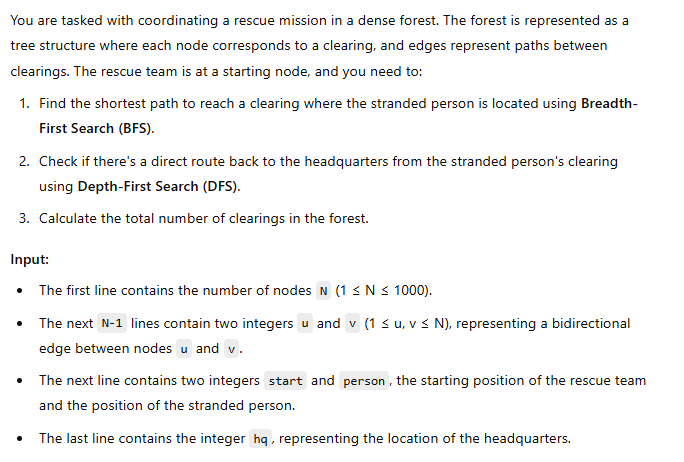 You are tasked with coordinating a rescue mission in a dense forest. The forest is represented as a
tree structure where each node corresponds to a clearing, and edges represent paths between
clearings. The rescue team is at a starting node, and you need to:
1. Find the shortest path to reach a clearing where the stranded person is located using Breadth-
First Search (BFS).
2. Check if there's a direct route back to the headquarters from the stranded person's clearing
using Depth-First Search (DFS).
3. Calculate the total number of clearings in the forest.
Input:
• The first line contains the number of nodes N (1 ≤ N ≤ 1000).
• The next N-1 lines contain two integers u and v (1 ≤ u, v ≤ N), representing a bidirectional
edge between nodes u and v.
• The next line contains two integers start and person, the starting position of the rescue team
and the position of the stranded person.
• The last line contains the integer hq, representing the location of the headquarters.